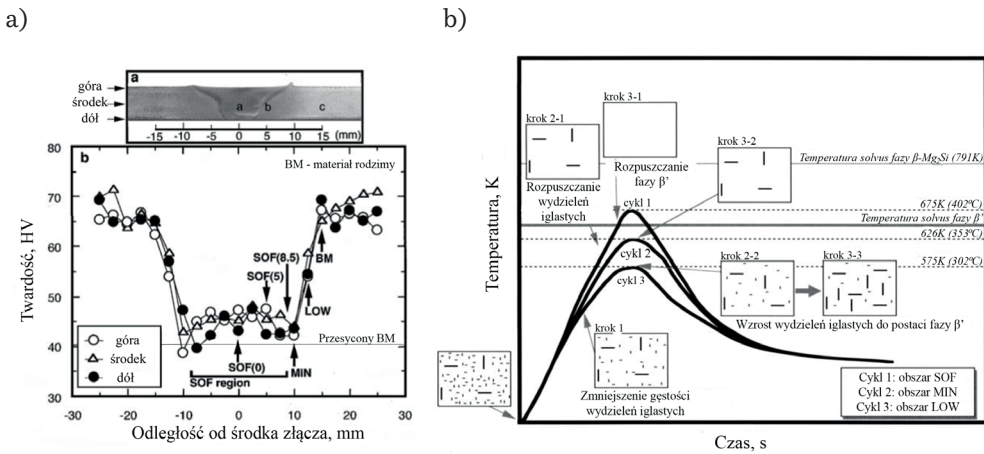 a)
a
góra
środek
dół
a b c
-15 -10 -5 0 5 10 15 (mm)
b
BM - materiał rodzimy
80
70
60
50
40
30
Twardość, HV
SOF(8.5)
SOF(5)
BM
LOW
góra
środek
dół
SOF(0)
SOF region
MIN
Przesycony BM
-30 -20 -10 0 10 20 30
Odległość od środka złącza, mm
b)
Temperatura, K
krok 3-1
krok 2-1
krok 3-2
Temperatura solvus fazy β-Mg₂Si (791K)
Rozpuszczanie
fazy β’
Rozpuszczanie
wydzieleń
iglastych
cykl 1
675K (402ºC)
Temperatura solvus fazy β’
626K (353ºC)
cykl 2
575K (302ºC)
cykl 3
krok 2-2
krok 3-3
Wzrost wydzieleń iglastych do postaci fazy β’
krok 1
Zmniejszenie gęstości
wydzieleń iglastych
Cykl 1: obszar SOF
Cykl 2: obszar MIN
Cykl 3: obszar LOW
Czas, s